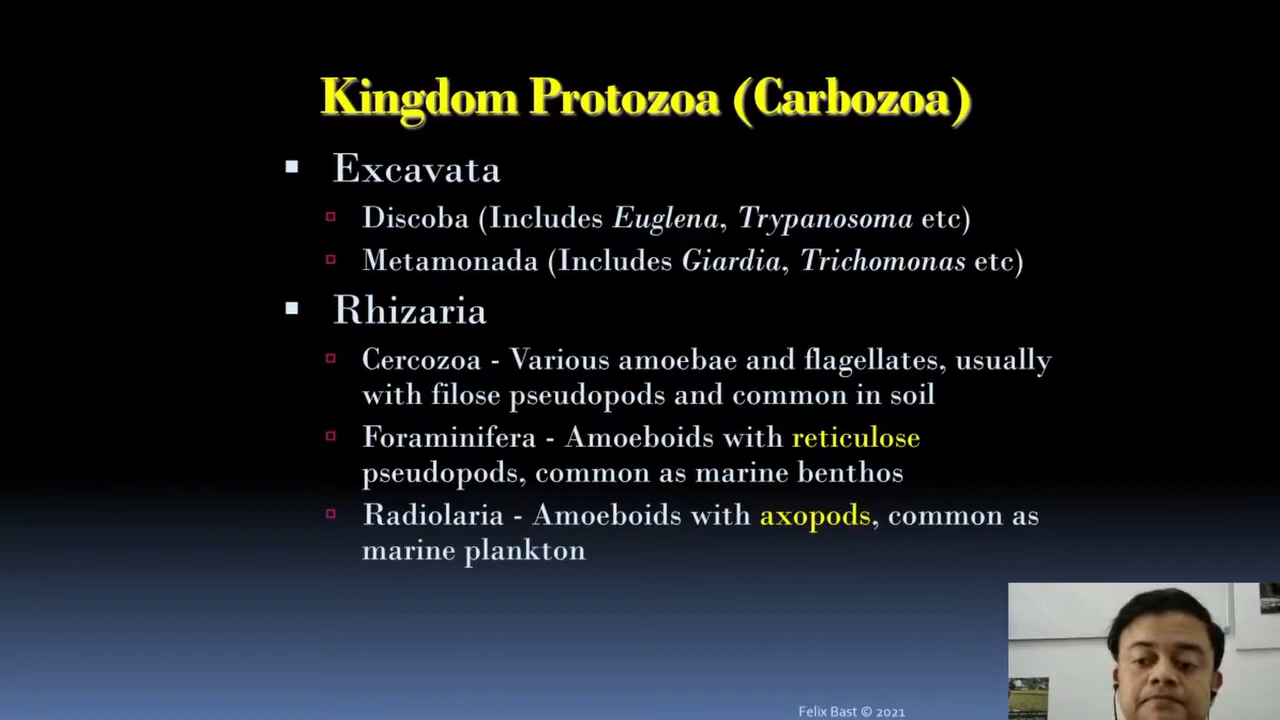 Kingdom Protozoa (Carbozoa)
Excavata
Discoba (Includes Euglena, Trypanosoma etc)
Metamonada (Includes Giardia, Trichomonas etc)
Rhizaria
Cercozoa - Various amoebae and flagellates, usually
with filose pseudopods and common in soil
Foraminifera - Amoeboids with reticulose
pseudopods, common as marine benthos
Radiolaria - Amoeboids with axopods, common as
marine plankton
Felix Bast © 2021